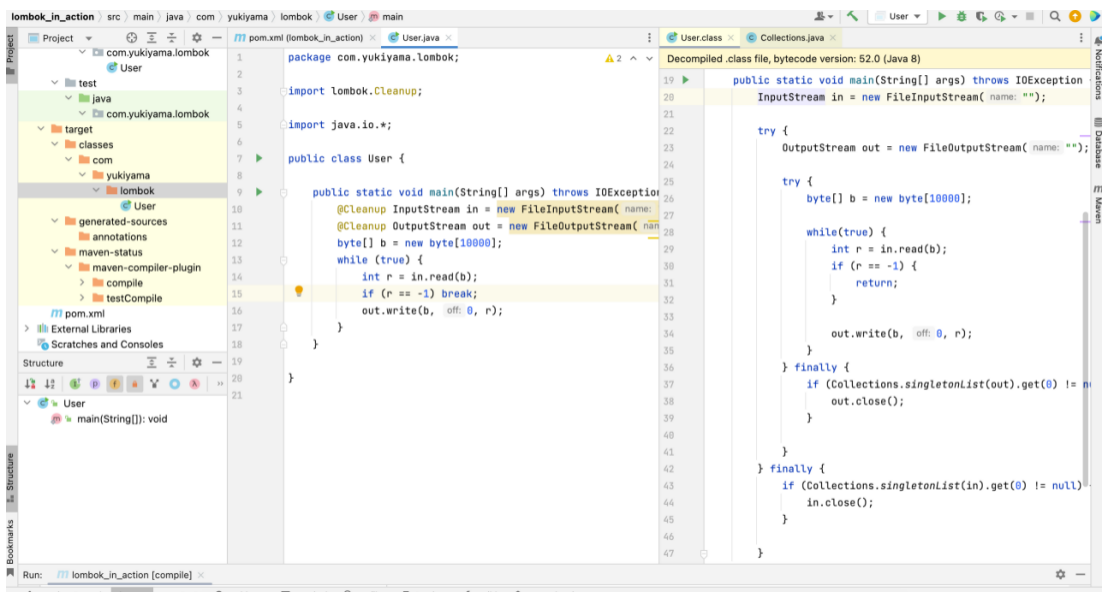 lombok_in_action src main java com yukiyama lombok User main
User
Project
pom.xml (lombok_in_action)
User.java
User.class
Collections.java
com.yukiyama.lombok
User
test
java
com.yukiyama.lombok
target
classes
com
yukiyama
lombok
User
generated-sources
annotations
maven-status
maven-compiler-plugin
compile
testCompile
pom.xml
External Libraries
Scratches and Consoles
Structure
User
main(String[]): void
Project
Structure
Bookmarks
2
1 package com.yukiyama.lombok;
2
3 import lombok.Cleanup;
4
5 import java.io.*;
6
7 public class User {
8
9 public static void main(String[] args) throws IOException
10 @Cleanup InputStream in = new FileInputStream( name:
11 @Cleanup OutputStream out = new FileOutputStream( nan
12 byte[] b = new byte[10000];
13 while (true) {
14 int r = in.read(b);
15 if (r == -1) break;
16 out.write(b, off: 0, r);
17 }
18 }
19
20 }
21
Decompiled .class file, bytecode version: 52.0 (Java 8)
19 public static void main(String[] args) throws IOException
20 InputStream in = new FileInputStream( name: "");
21
22 try {
23 OutputStream out = new FileOutputStream( name: "");
24
25 try {
26 byte[] b = new byte[10000];
27
28 while(true) {
29 int r = in.read(b);
30 if (r == -1) {
31 return;
32 }
33
34 out.write(b, off: 0, r);
35 }
36 } finally {
37 if (Collections.singletonList(out).get(0) != n
38 out.close();
39 }
40
41 }
42 } finally {
43 if (Collections.singletonList(in).get(0) != null)
44 in.close();
45 }
46
47 }
Notifications
Database
Maven
Run: lombok_in_action [compile]